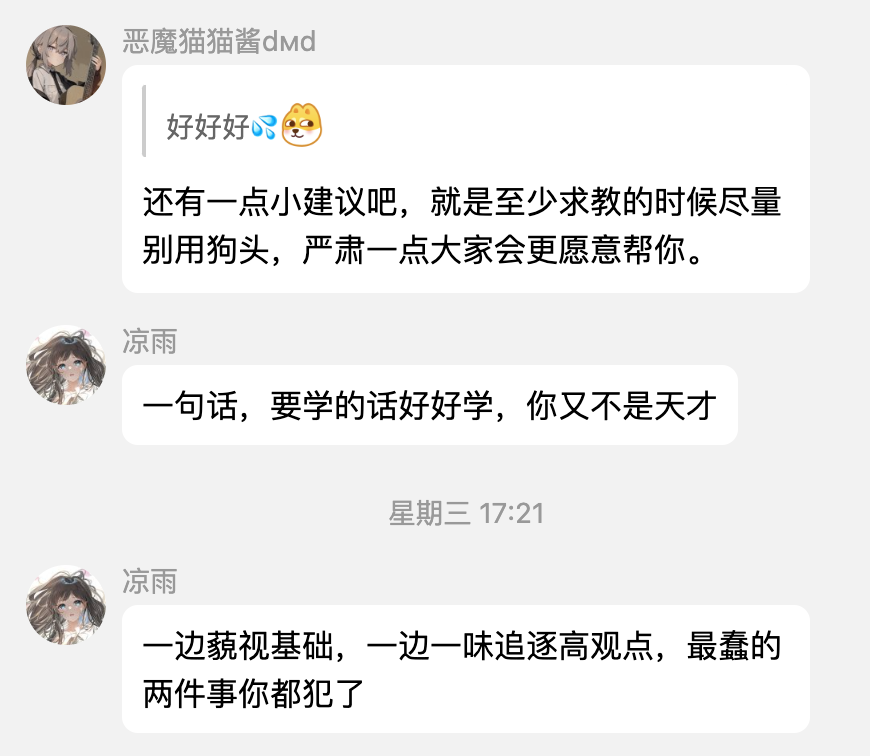 恶魔猫猫酱dмd
好好好💦
还有一点小建议吧，就是至少求教的时候尽量
别用狗头，严肃一点大家会更愿意帮你。
凉雨
一句话，要学的话好好学，你又不是天才
星期三 17:21
凉雨
一边藐视基础，一边一味追逐高观点，最蠢的
两件事你都犯了